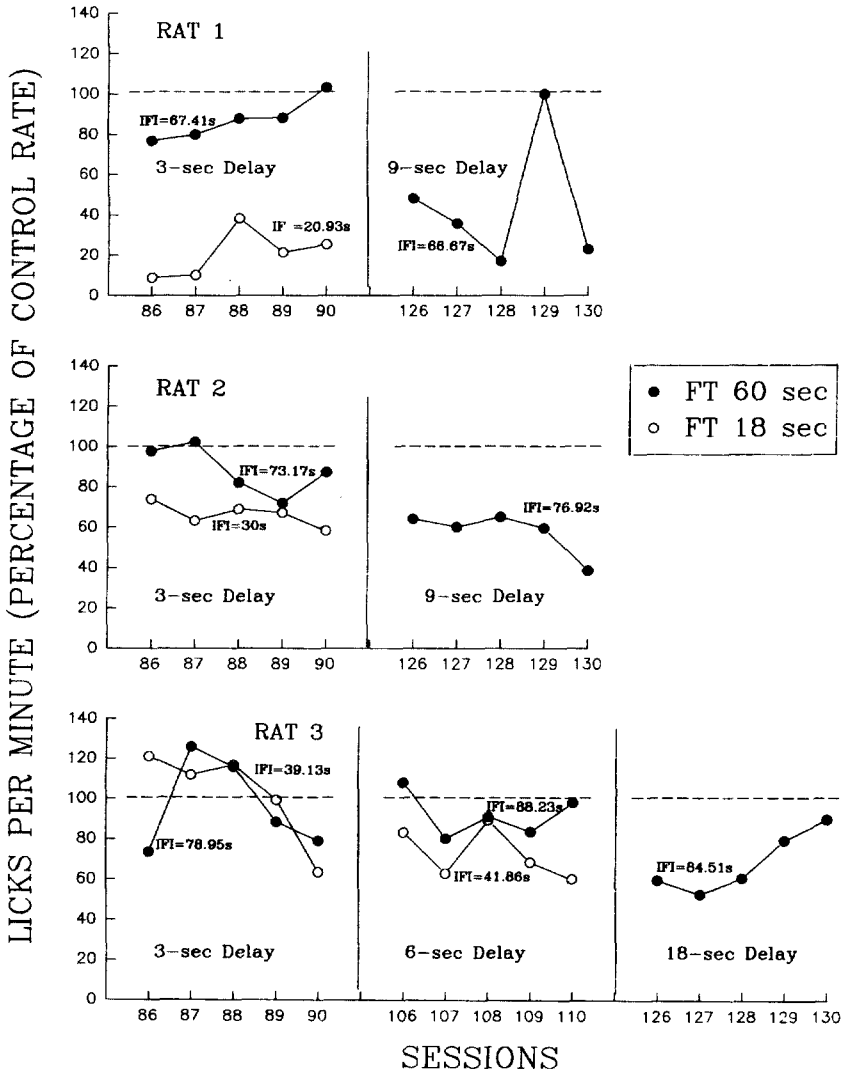 LICKS PER MINUTE (PERCENTAGE OF CONTROL RATE)
RAT 1
140
120
100
80
60
40
20
0
IFI=67.41s
3-sec Delay
IF =20.93s
86 87 88 89 90
9-sec Delay
IFI=66.67s
126 127 128 129 130
RAT 2
140
120
100
80
60
40
20
0
IFI=73.17s
IFI=30s
3-sec Delay
86 87 88 89 90
IFI=76.92s
9-sec Delay
126 127 128 129 130
FT 60 sec
FT 18 sec
RAT 3
140
120
100
80
60
40
20
0
IFI=39.13s
IFI=78.95s
3-sec Delay
86 87 88 89 90
IFI=88.23s
IFI=41.86s
6-sec Delay
106 107 108 109 110
IFI=84.51s
18-sec Delay
126 127 128 129 130
SESSIONS